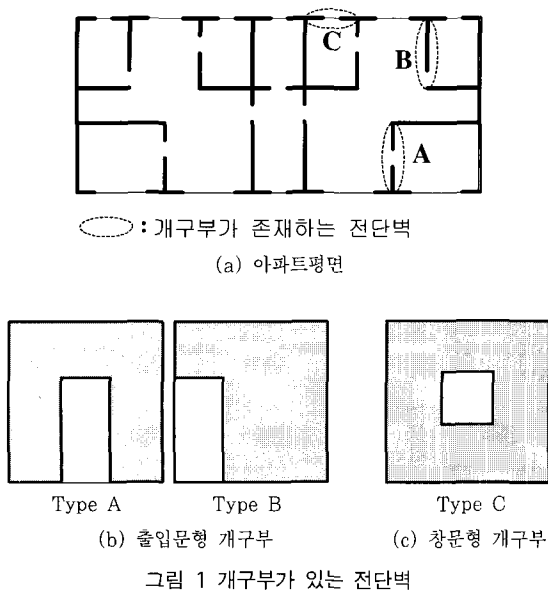 C
B
A
: 개구부가 존재하는 전단벽
(a) 아파트평면
Type A
Type B
Type C
(b) 출입문형 개구부
(c) 창문형 개구부
그림 1 개구부가 있는 전단벽